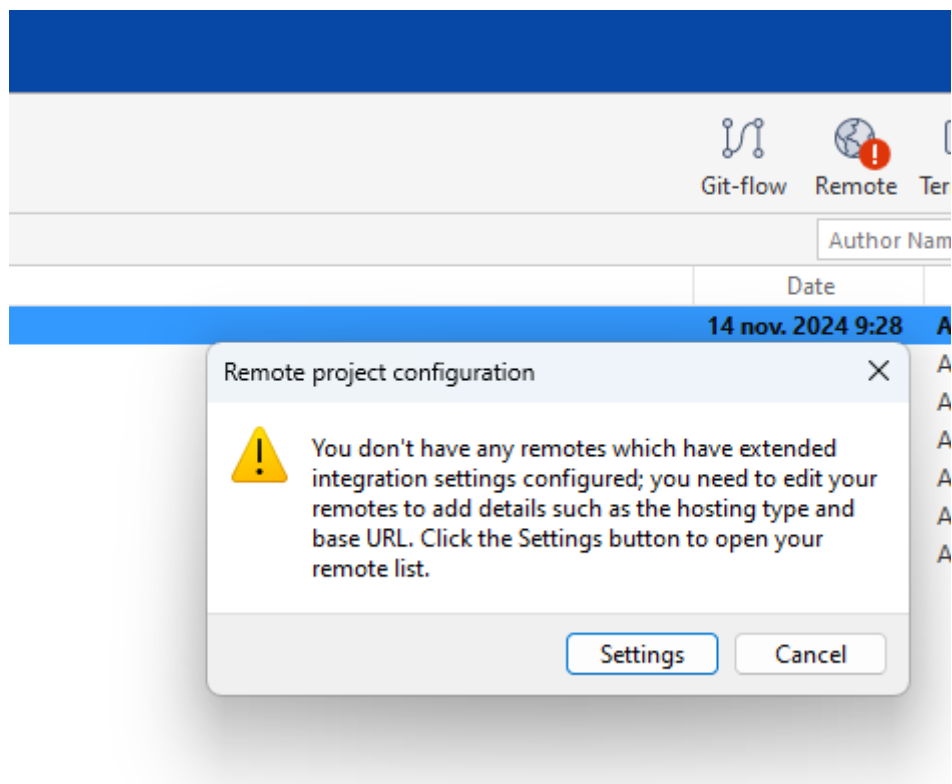 Git-flow Remote
Date
14 nov. 2024 9:28
Remote project configuration
You don't have any remotes which have extended
integration settings configured; you need to edit your
remotes to add details such as the hosting type and
base URL. Click the Settings button to open your
remote list.
Settings Cancel